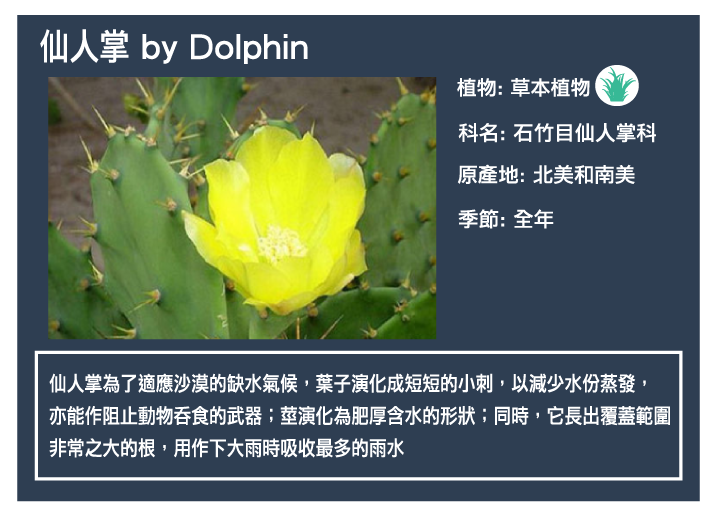 仙人掌 by Dolphin
植物: 草本植物
科名: 石竹目仙人掌科
原產地: 北美和南美
季節: 全年
仙人掌為了適應沙漠的缺水氣候，葉子演化成短短的小刺，以減少水份蒸發，
亦能作阻止動物吞食的武器；莖演化為肥厚含水的形狀；同時，它長出覆蓋範圍
非常之大的根，用作下大雨時吸收最多的雨水